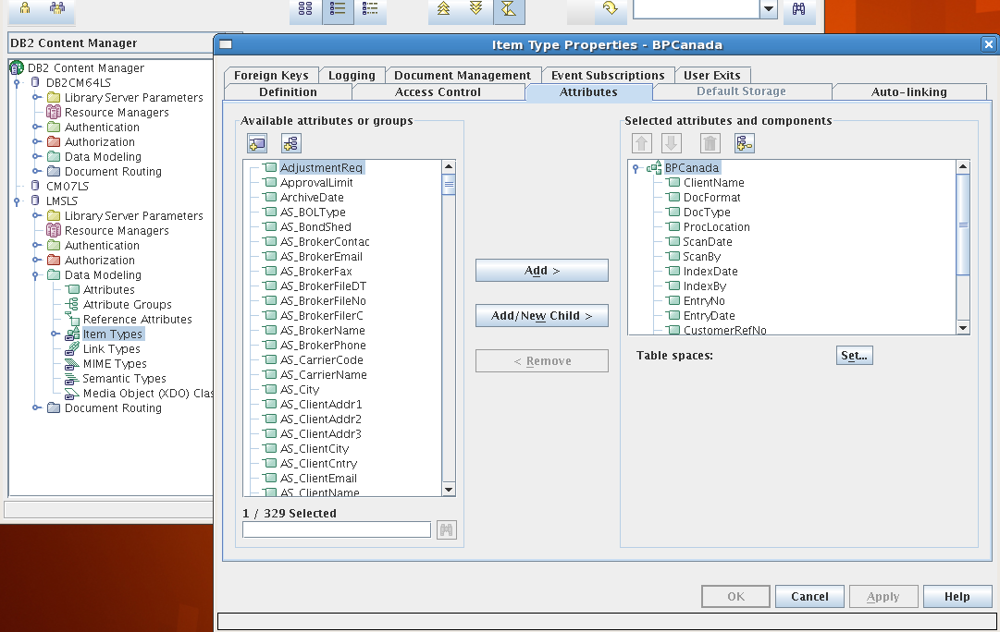 DB2 Content Manager
DB2 Content Manager
DB2CM64LS
Library Server Parameters
Resource Managers
Authentication
Authorization
Data Modeling
Document Routing
CM07LS
LMSLS
Library Server Parameters
Resource Managers
Authentication
Authorization
Data Modeling
Attributes
Attribute Groups
Reference Attributes
Item Types
Link Types
MIME Types
Semantic Types
Media Object (XDO) Clas
Document Routing
Item Type Properties - BPCanada
Foreign Keys Logging Document Management Event Subscriptions User Exits
Definition Access Control Attributes Default Storage Auto-linking
Available attributes or groups
AdjustmentReq
ApprovalLimit
ArchiveDate
AS_BOLType
AS_BondShed
AS_BrokerContac
AS_BrokerEmail
AS_BrokerFax
AS_BrokerFileDT
AS_BrokerFileNo
AS_BrokerFilerC
AS_BrokerName
AS_BrokerPhone
AS_CarrierCode
AS_CarrierName
AS_City
AS_ClientAddr1
AS_ClientAddr2
AS_ClientAddr3
AS_ClientCity
AS_ClientCntry
AS_ClientEmail
AS_ClientName
1 / 329 Selected
Add >
Add/New Child >
< Remove
Selected attributes and components
BPCanada
ClientName
DocFormat
DocType
ProcLocation
ScanDate
ScanBy
IndexDate
IndexBy
EntryNo
EntryDate
CustomerRefNo
Table spaces: Set...
OK Cancel Apply Help